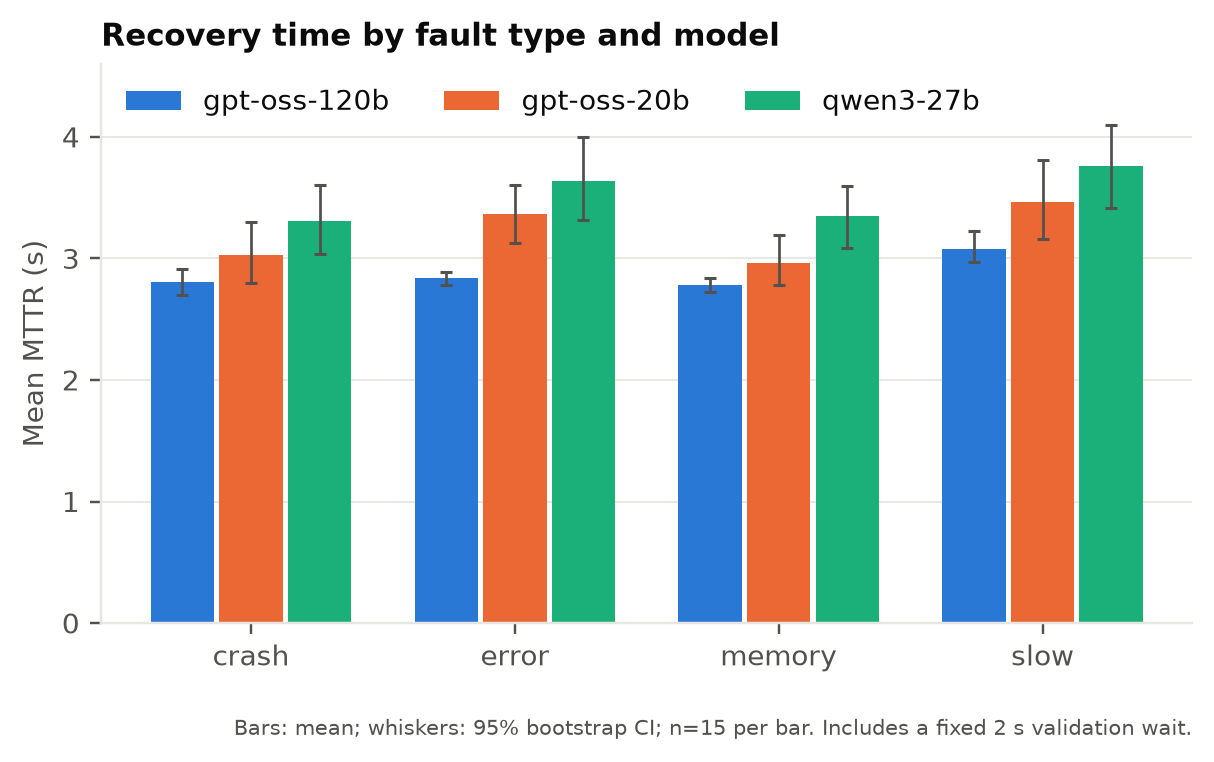 Recovery time by fault type and model
gpt-oss-120b gpt-oss-20b qwen3-27b
Mean MTTR (s)
4
3
2
1
0
crash error memory slow
Bars: mean; whiskers: 95% bootstrap CI; n=15 per bar. Includes a fixed 2 s validation wait.